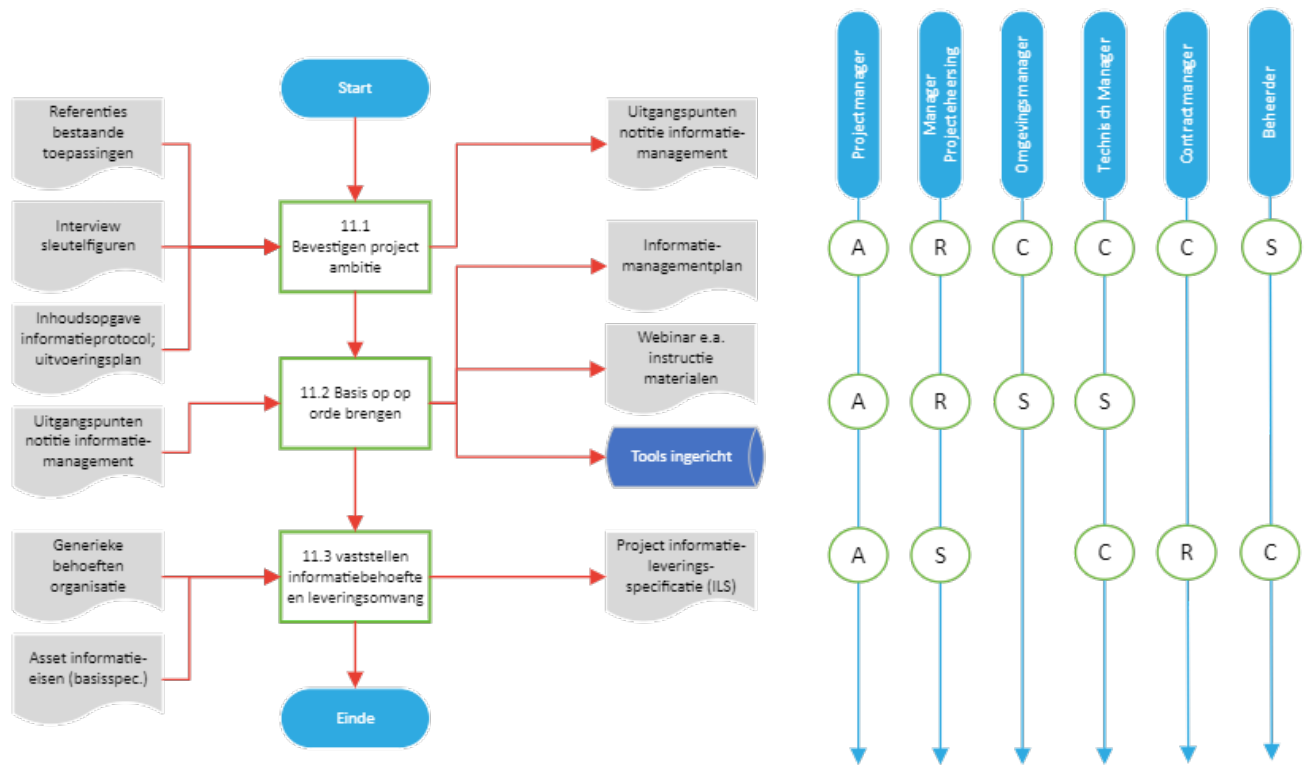 Start
Referenties
bestaande
toepassingen
Interview
sleutelfiguren
Inhoudsopgave
informatieprotocol;
uitvoeringsplan
Uitgangspunten
notitie informatie-
management
Generieke
behoeften
organisatie
Asset informatie-
eisen (basisspec.)
11.1
Bevestigen project
ambitie
11.2 Basis op op
orde brengen
11.3 vaststellen
informatiebehoefte
en leveringsomvang
Einde
Uitgangspunten
notitie informatie-
management
Informatie-
managementplan
Webinar e.a.
instructie
materialen
Tools ingericht
Project informatie-
leverings-
specificatie (ILS)
Projectmanager
Manager
Projecteheersing
Omgevingsmanager
Technisch Manager
Contractmanager
Beheerder
A R C C C S
A R S S
A S C R C